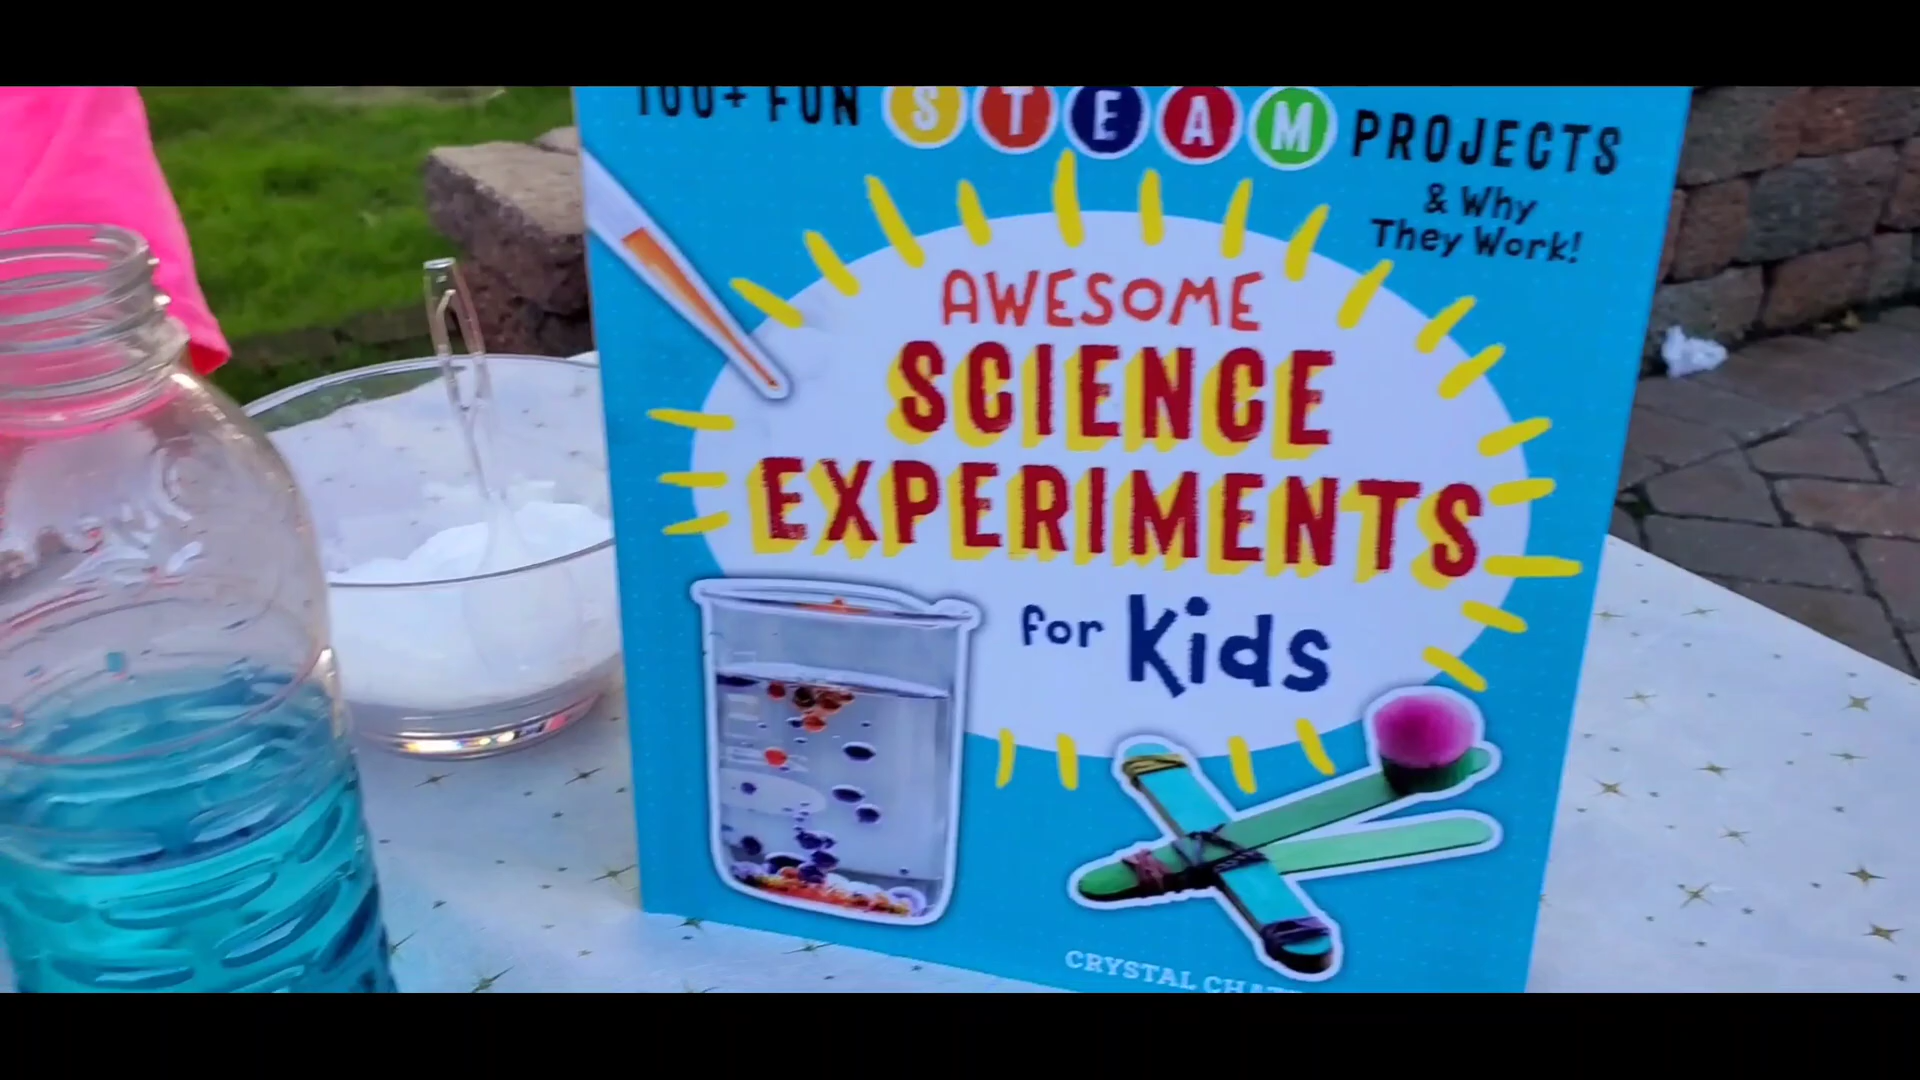 100+ FUN STEAM PROJECTS
& Why
They Work!
AWESOME
SCIENCE
EXPERIMENTS
for Kids
CRYSTAL